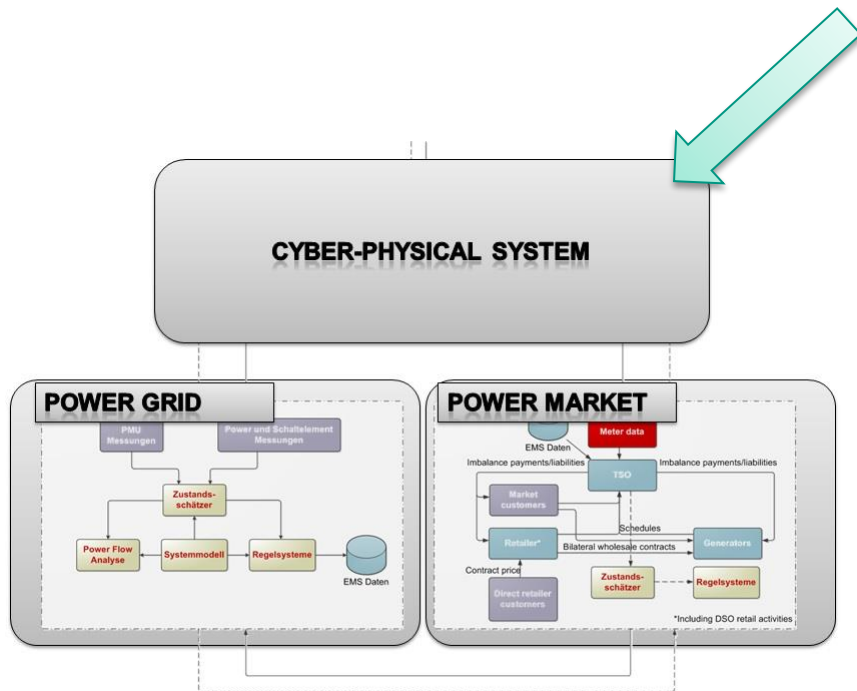 CYBER-PHYSICAL SYSTEM
POWER GRID
PMU
Messungen
Power und Schaltelement
Messungen
Zustands-
schätzer
Power Flow
Analyse
Systemmodell
Regelsysteme
EMS Daten
POWER MARKET
EMS Daten
Meter data
Imbalance payments/liabilities
TSO
Imbalance payments/liabilities
Market
customers
Schedules
Retailer*
Bilateral wholesale contracts
Generators
Contract price
Direct retailer
customers
Zustands-
schätzer
Regelsysteme
*Including DSO retail activities